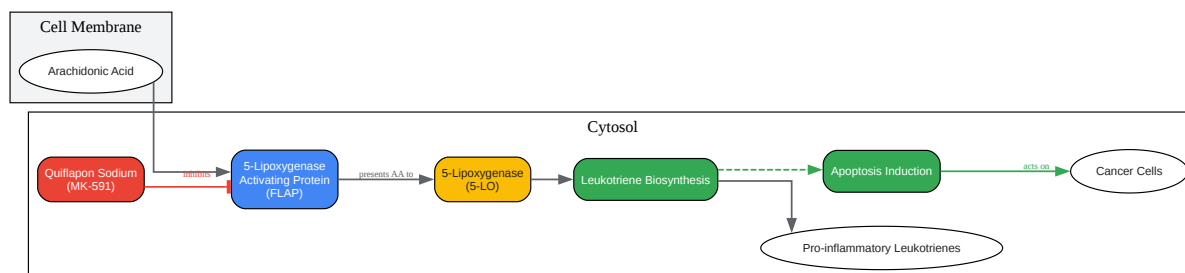 Cell Membrane
Arachidonic Acid
Cytosol
Quiflapon Sodium
(MK-591)
inhibits
5-Lipoxygenase
Activating Protein
(FLAP)
presents AA to
5-Lipoxygenase
(5-LO)
Leukotriene Biosynthesis
Apoptosis Induction
acts on
Cancer Cells
Pro-inflammatory Leukotrienes